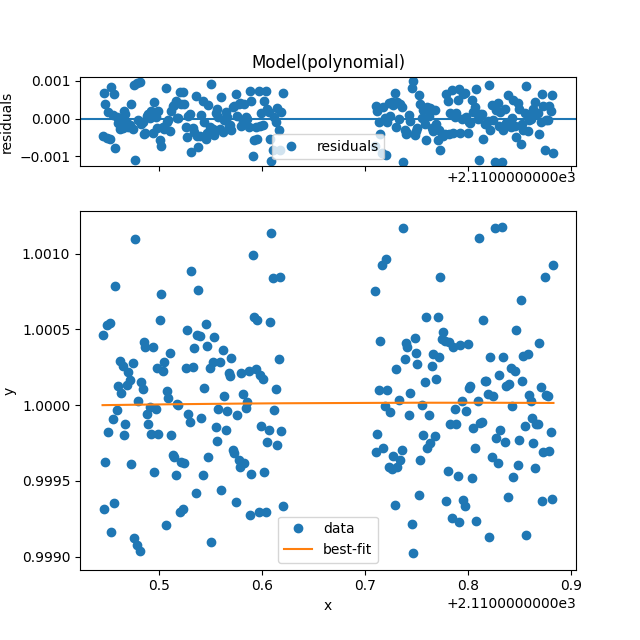 Model(polynomial)
0.001
0.000
−0.001
residuals
residuals
+2.1100000000e3
1.0010
1.0005
1.0000
0.9995
0.9990
y
data
best-fit
0.5 0.6 0.7 0.8 0.9
x
+2.1100000000e3